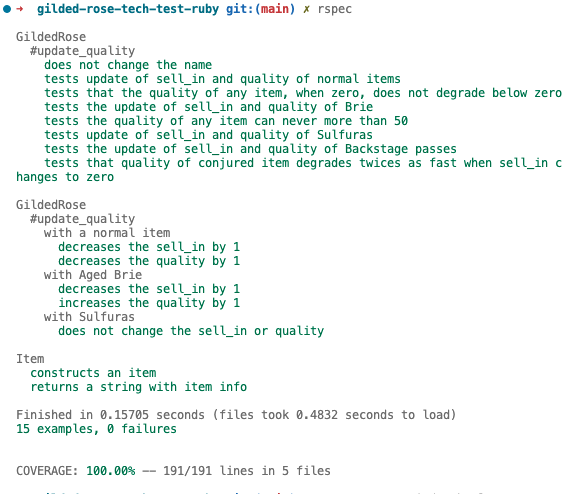 ➜ gilded-rose-tech-test-ruby git:(main) ✗ rspec
GildedRose
#update_quality
does not change the name
tests update of sell_in and quality of normal items
tests that the quality of any item, when zero, does not degrade below zero
tests the update of sell_in and quality of Brie
tests the quality of any item can never more than 50
tests update of sell_in and quality of Sulfuras
tests the update of sell_in and quality of Backstage passes
tests that quality of conjured item degrades twices as fast when sell_in c
hanges to zero
GildedRose
#update_quality
with a normal item
decreases the sell_in by 1
decreases the quality by 1
with Aged Brie
decreases the sell_in by 1
increases the quality by 1
with Sulfuras
does not change the sell_in or quality
Item
constructs an item
returns a string with item info
Finished in 0.15705 seconds (files took 0.4832 seconds to load)
15 examples, 0 failures
COVERAGE: 100.00% -- 191/191 lines in 5 files